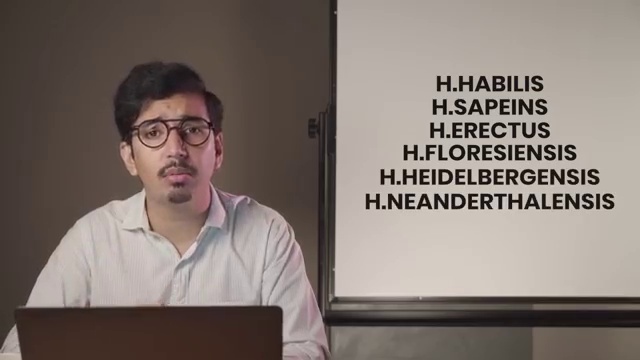 H.HABILIS
H.SAPEINS
H.ERECTUS
H.FLORESIENSIS
H.HEIDELBERGENSIS
H.NEANDERTHALENSIS